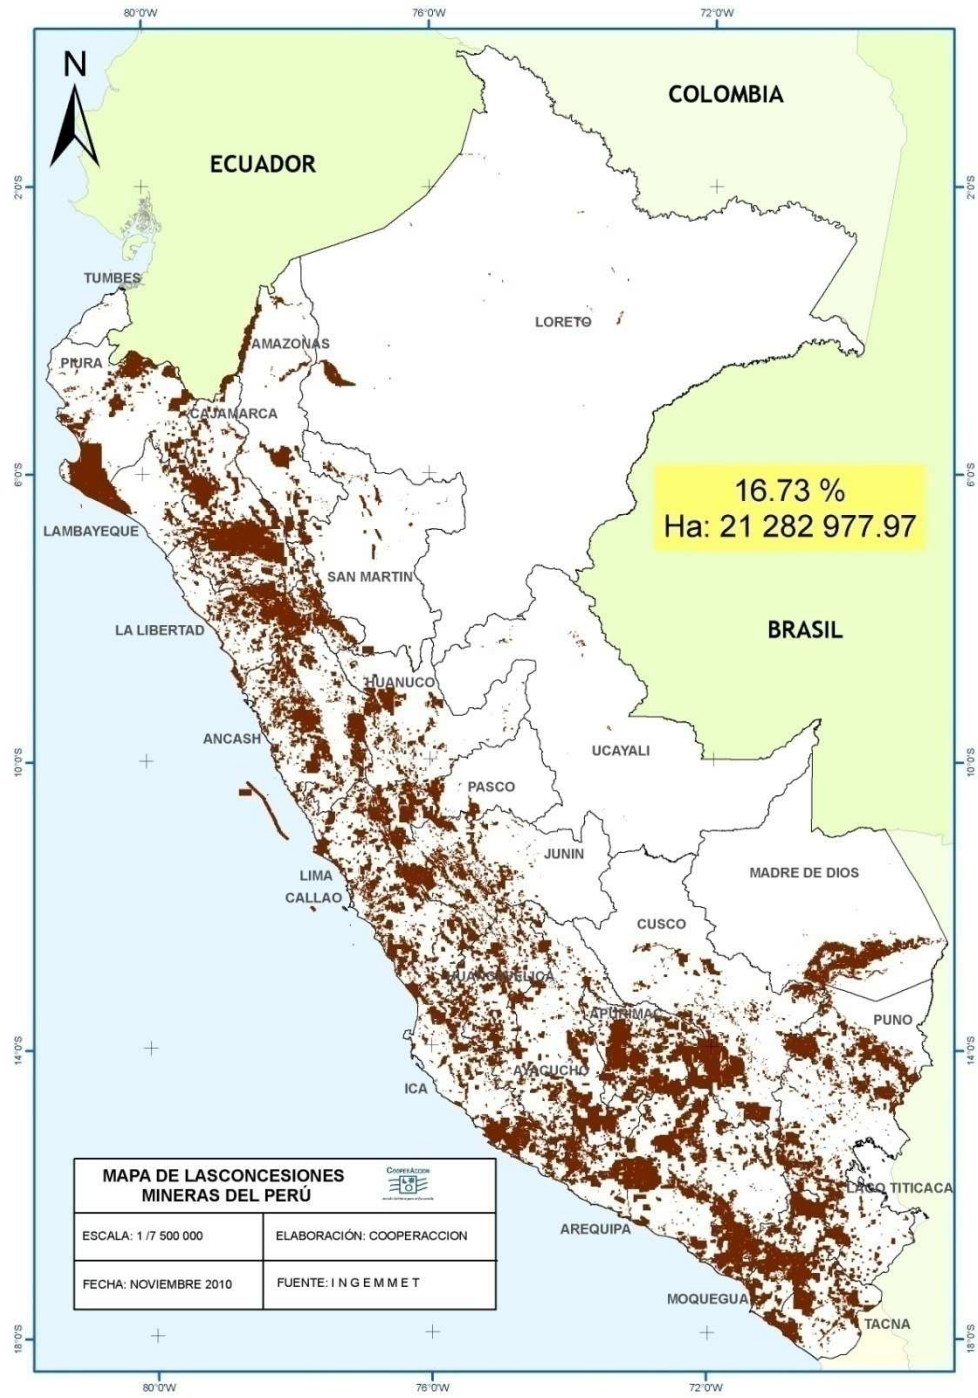 80°0'W 76°0'W 72°0'W
N
COLOMBIA
ECUADOR
2°0'S 2°0'S
TUMBES
LORETO
AMAZONAS
PIURA
CAJAMARCA
6°0'S 6°0'S
16.73 %
Ha: 21 282 977.97
LAMBAYEQUE
SAN MARTIN
LA LIBERTAD
BRASIL
HUANUCO
ANCASH
UCAYALI
10°0'S 10°0'S
PASCO
JUNIN
LIMA
MADRE DE DIOS
CALLAO
CUSCO
HUANCAVELICA
APURIMAC
PUNO
14°0'S 14°0'S
AYACUCHO
ICA
MAPA DE LASCONCESIONES
MINERAS DEL PERÚ
COOPERACCION
LAGO TITICACA
ESCALA: 1 /7 500 000
ELABORACIÓN: COOPERACCION
AREQUIPA
FECHA: NOVIEMBRE 2010
FUENTE: I N G E M M E T
MOQUEGUA
TACNA
18°0'S 18°0'S
80°0'W 76°0'W 72°0'W